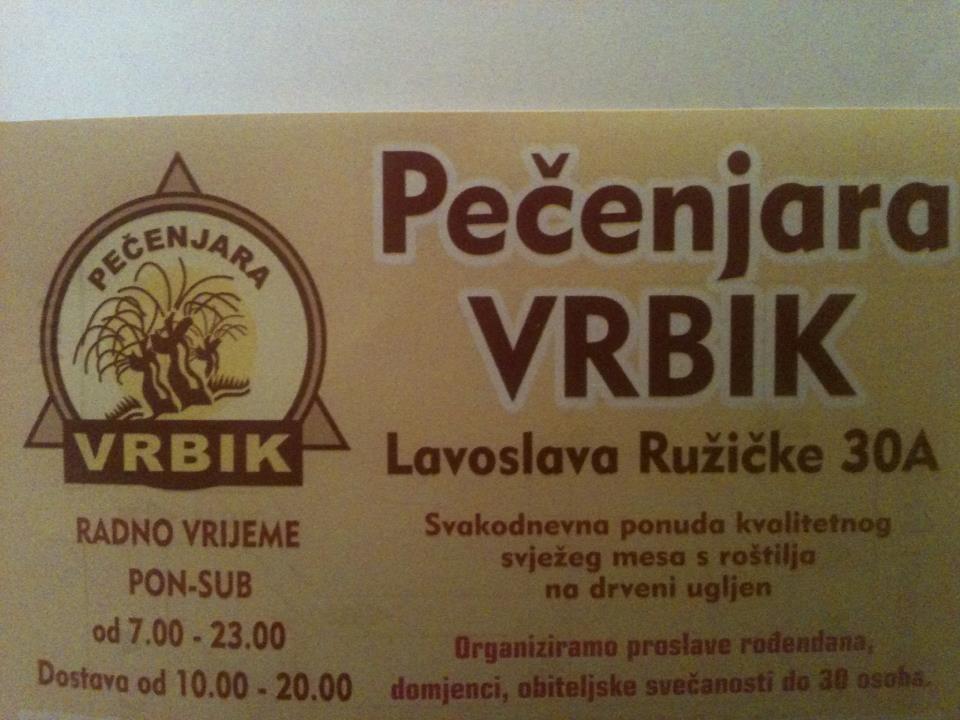 PEČENJARA
VRBIK
RADNO VRIJEME
PON-SUB
od 7.00 - 23.00
Dostava od 10.00 - 20.00
Pečenjara
VRBIK
Lavoslava Ružičke 30A
Svakodnevna ponuda kvalitetnog
svježeg mesa s roštilja
na drveni ugljen
Organiziramo proslave rođendana,
domjenci, obiteljske svečanosti do 30 osoba.